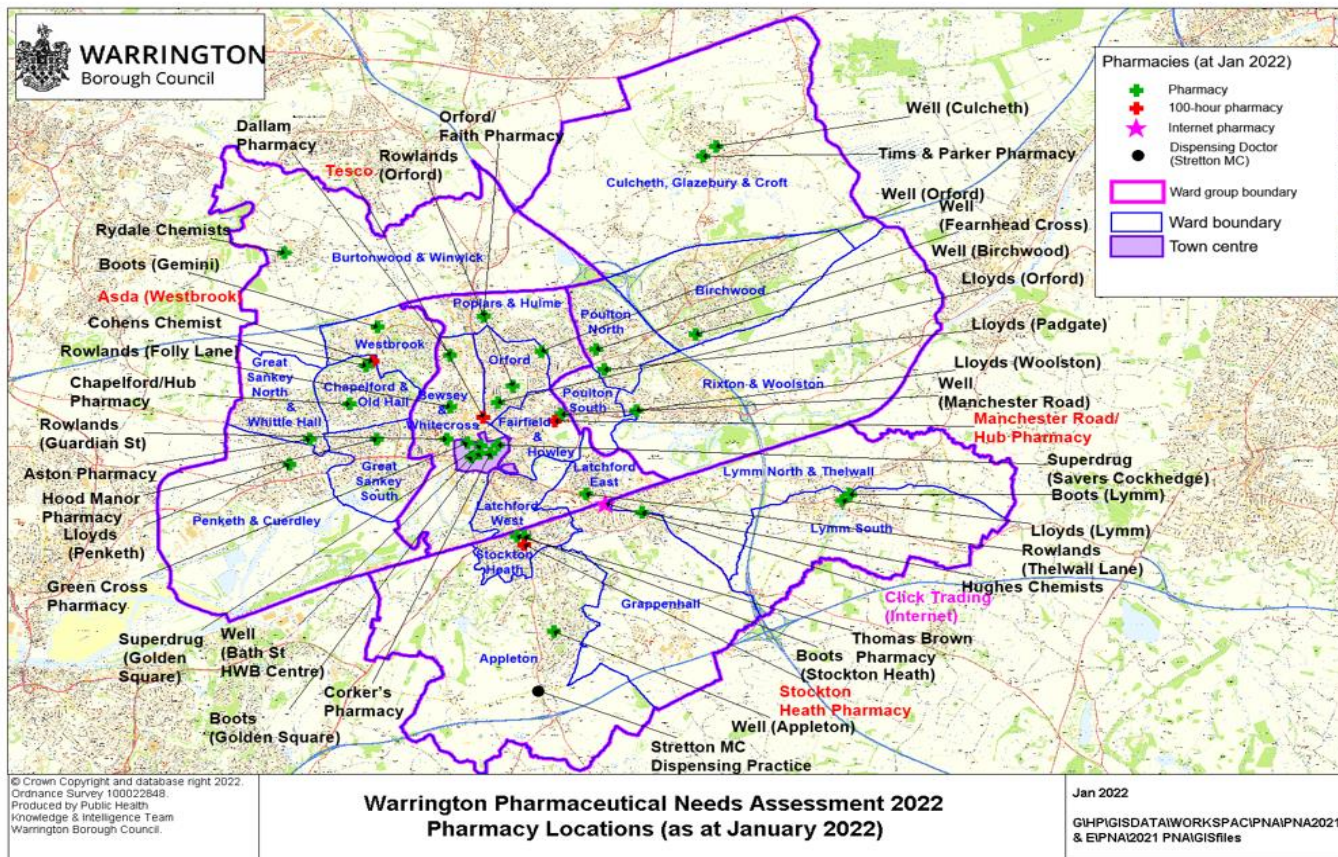 WARRINGTON
Borough Council
Pharmacies (at Jan 2022)
Pharmacy
100-hour pharmacy
Internet pharmacy
Dispensing Doctor
(Stretton MC)
Ward group boundary
Ward boundary
Town centre
Dallam
Pharmacy
Orford/
Faith Pharmacy
Tesco
Rowlands
(Orford)
Well (Culcheth)
Tims & Parker Pharmacy
Culcheth, Glazebury & Croft
Well (Orford)
Well
(Fearnhead Cross)
Well (Birchwood)
Lloyds (Orford)
Lloyds (Padgate)
Lloyds (Woolston)
Well
(Manchester Road)
Manchester Road/
Hub Pharmacy
Superdrug
(Savers Cockhedge)
Boots (Lymm)
Lloyds (Lymm)
Rowlands
(Thelwall Lane)
Hughes Chemists
Click Trading
(Internet)
Thomas Brown
Pharmacy
Boots
(Stockton Heath)
Stockton
Heath Pharmacy
Well (Appleton)
Stretton MC
Dispensing Practice
Rydale Chemists
Boots (Gemini)
Asda (Westbrook)
Cohens Chemist
Rowlands (Folly Lane)
Chapelford/Hub
Pharmacy
Rowlands
(Guardian St)
Aston Pharmacy
Hood Manor
Pharmacy
Lloyds
(Penketh)
Green Cross
Pharmacy
Superdrug
(Golden
Square)
Well
(Bath St
HWB Centre)
Boots
(Golden Square)
Corker's
Pharmacy
Burtonwood & Winwick
Poplars & Hulme
Birchwood
Poulton
North
Westbrook
Orford
Great
Sankey
North
&
Whittle Hall
Chapelford &
Old Hall
Bewsey
&
Whitecross
Rixton & Woolston
Poulton
South
Fairfield
&
Howley
Great
Sankey
South
Latchford
East
Lymm North & Thelwall
Penketh & Cuerdley
Latchford
West
Lymm South
Stockton
Heath
Grappenhall
Appleton
© Crown Copyright and database right 2022.
Ordnance Survey 100022848.
Produced by Public Health
Knowledge & Intelligence Team
Warrington Borough Council.
Warrington Pharmaceutical Needs Assessment 2022
Pharmacy Locations (as at January 2022)
Jan 2022
G\HP\GISDATA\WORKSPAC\PNA\PNA2021
& E\PNA\2021 PNA\GISfiles